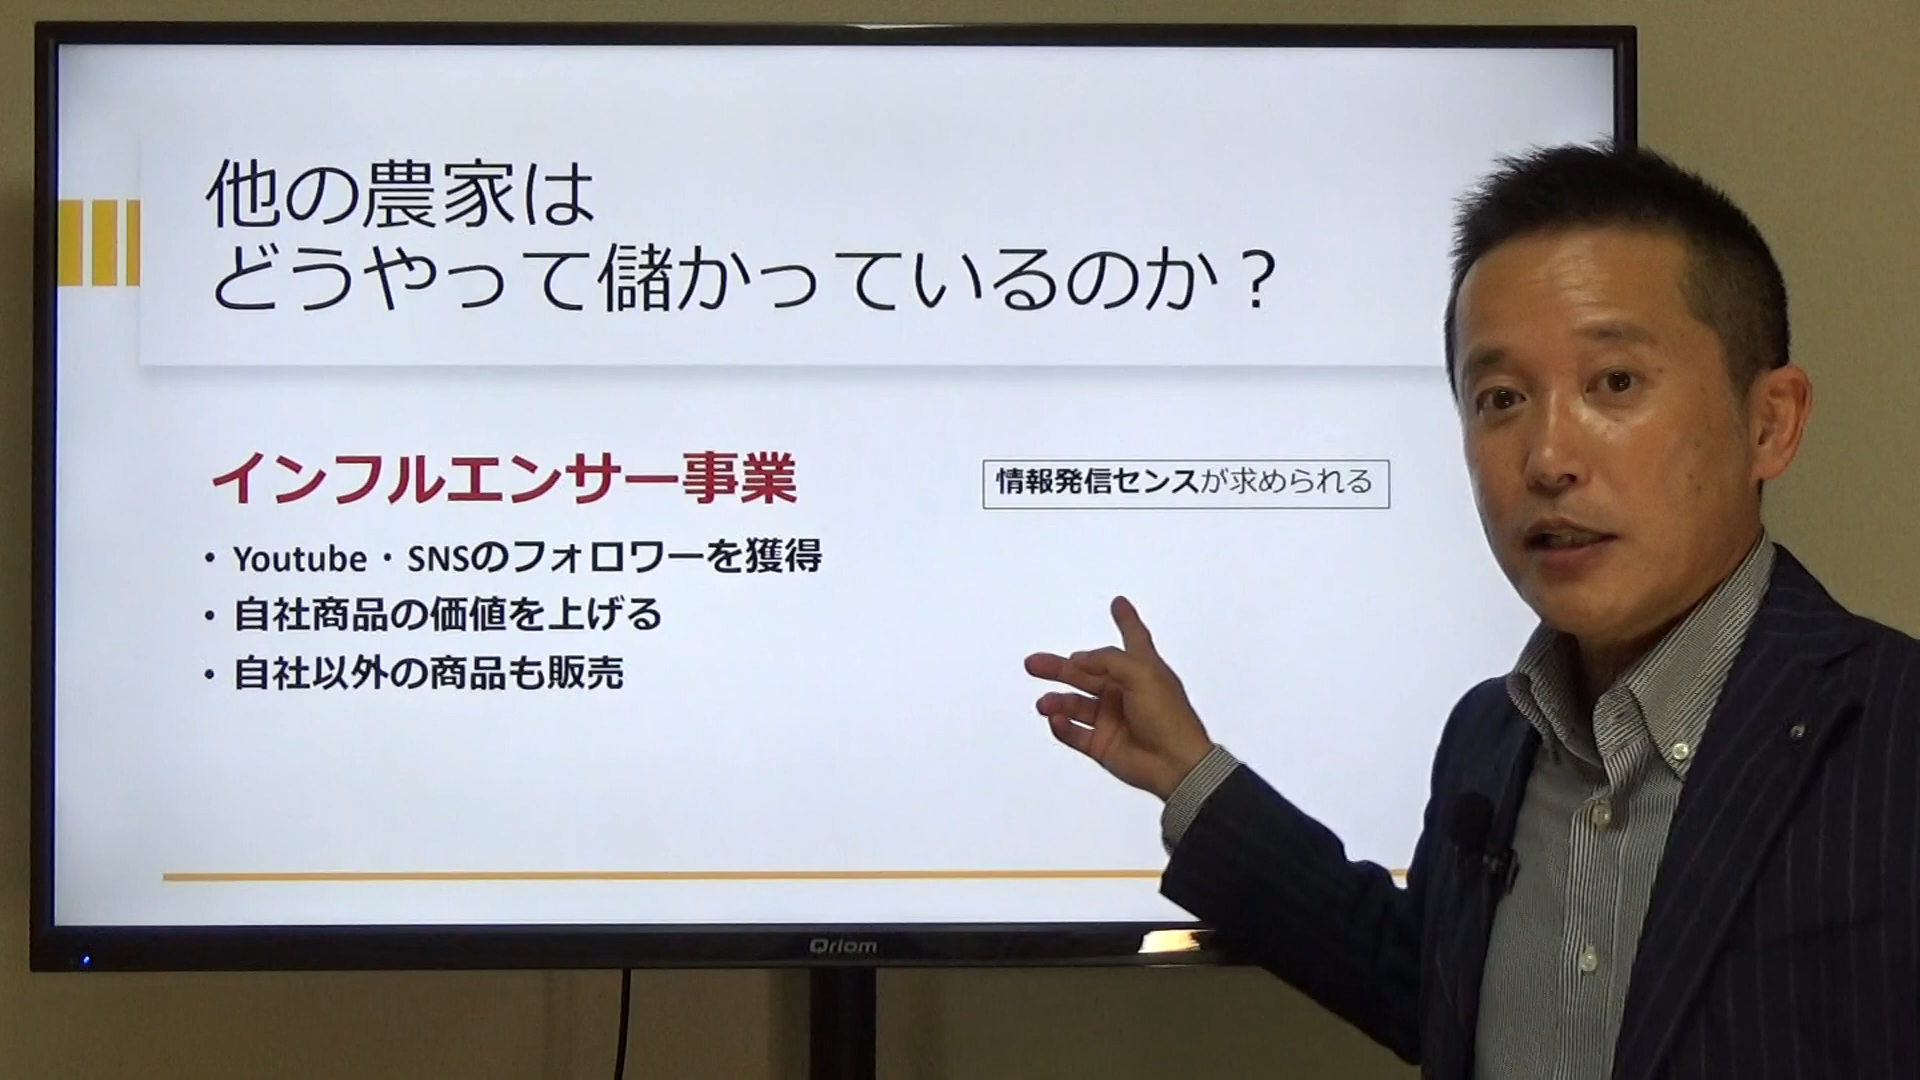 他の農家は
どうやって儲かっているのか？
インフルエンサー事業
情報発信センスが求められる
• Youtube・SNSのフォロワーを獲得
• 自社商品の価値を上げる
• 自社以外の商品も販売
Qriom